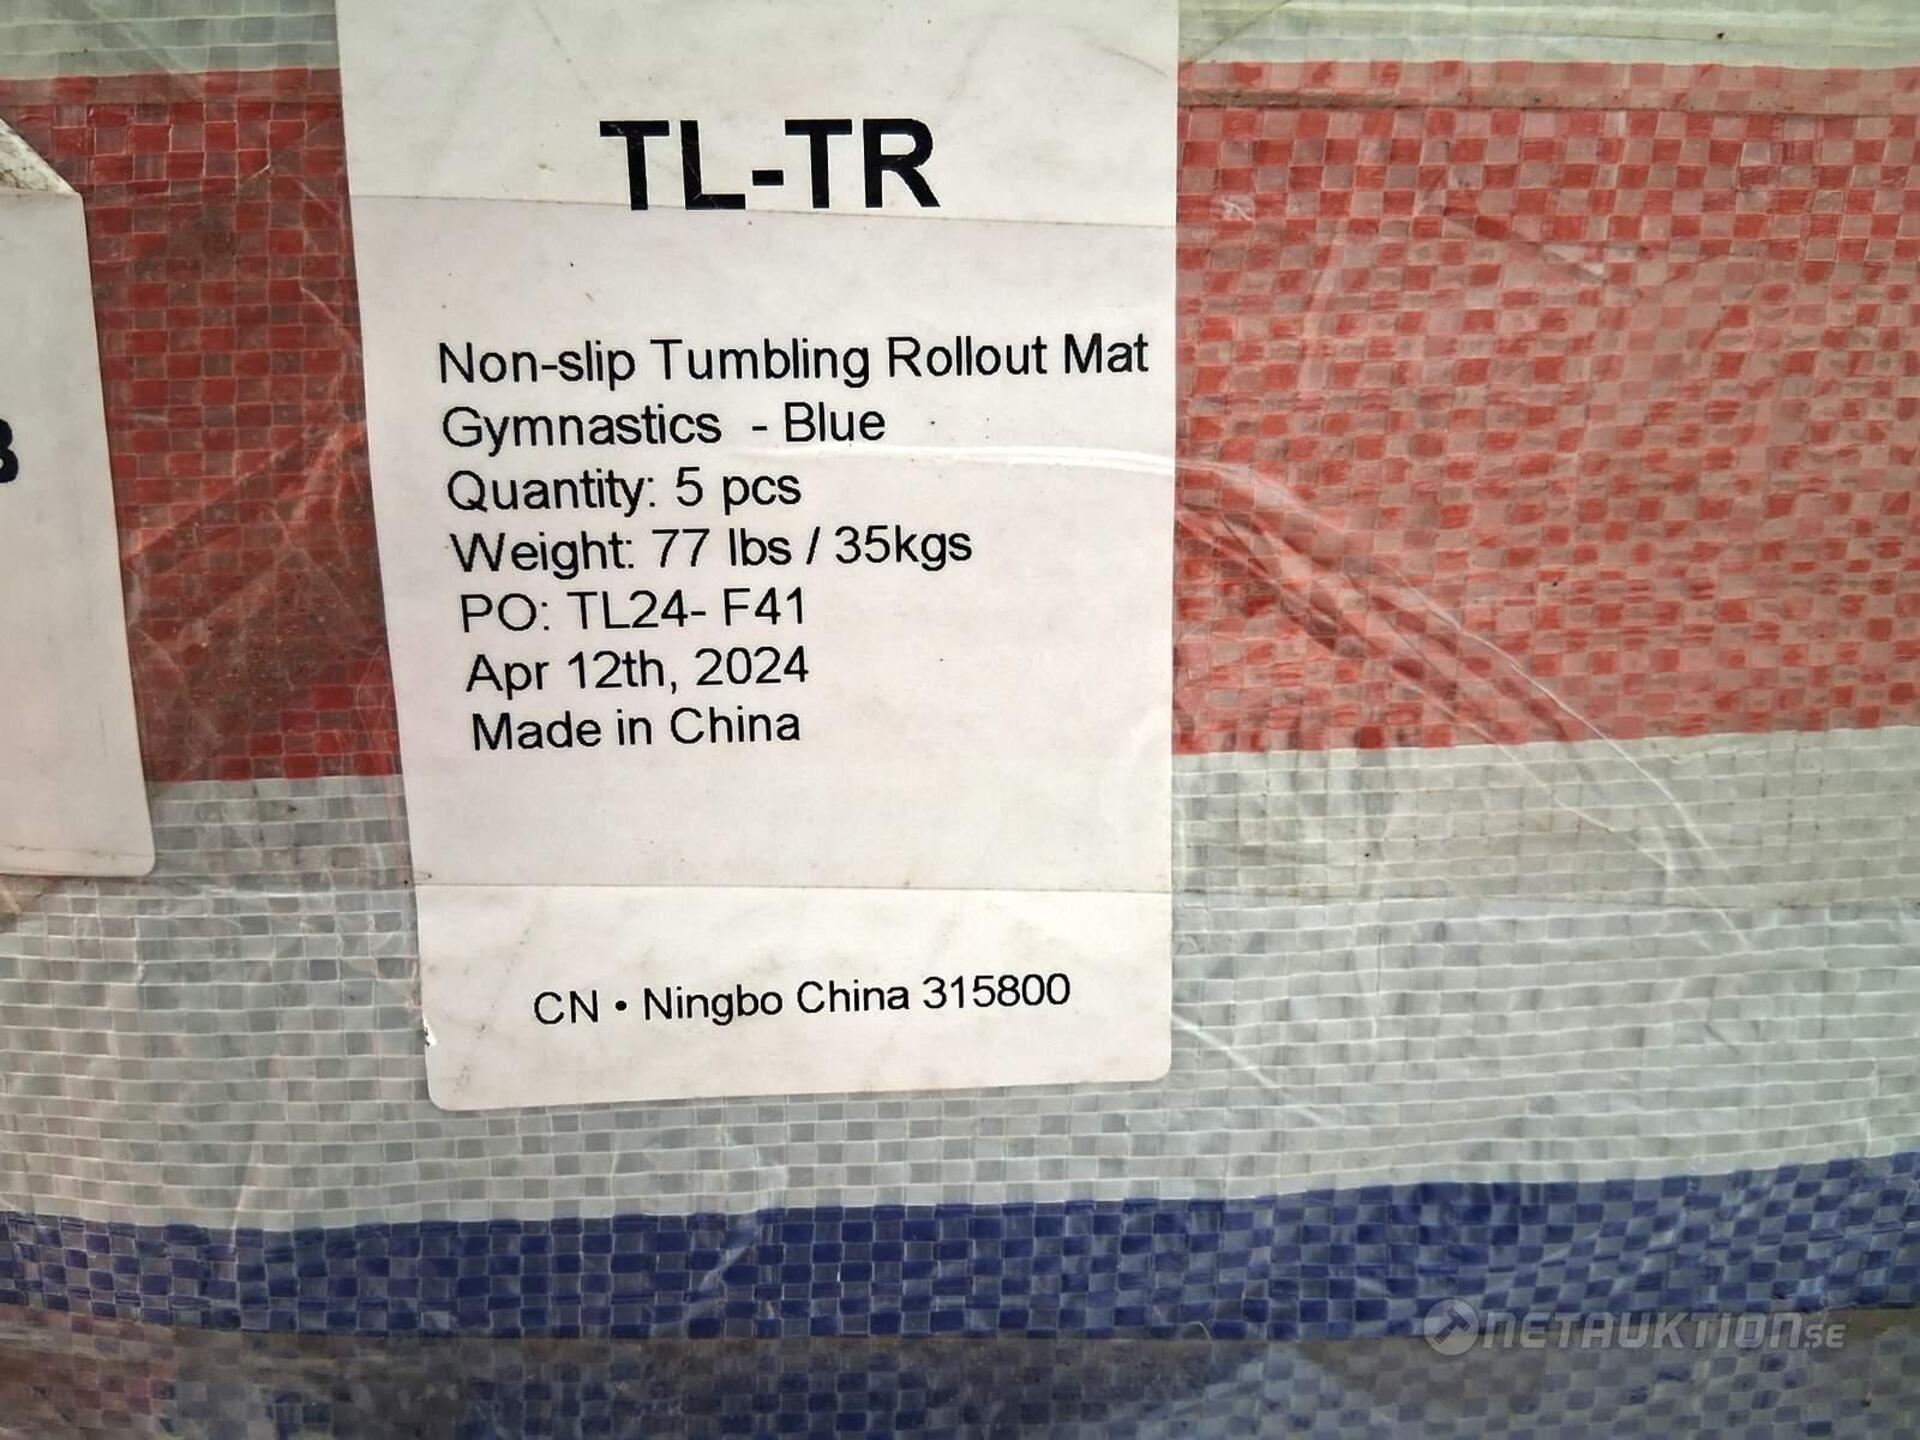 TL-TR
Non-slip Tumbling Rollout Mat
Gymnastics - Blue
Quantity: 5 pcs
Weight: 77 lbs / 35kgs
PO: TL24- F41
Apr 12th, 2024
Made in China
CN • Ningbo China 315800
NETAUKTION.SE